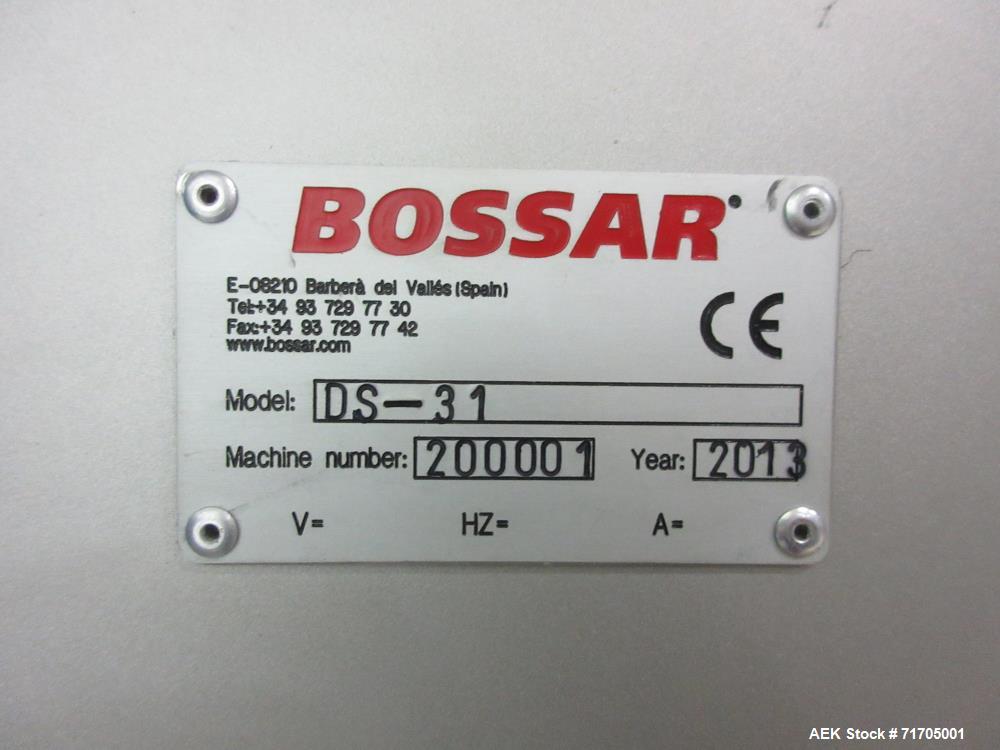 BOSSAR
E-08210 Barberà del Vallés (Spain)
Tel:+34 93 729 77 30
Fax:+34 93 729 77 42
www.bossar.com
CE
Model: DS-31
Machine number: 200001 Year: 2013
V= HZ= A=
AEK Stock # 71705001